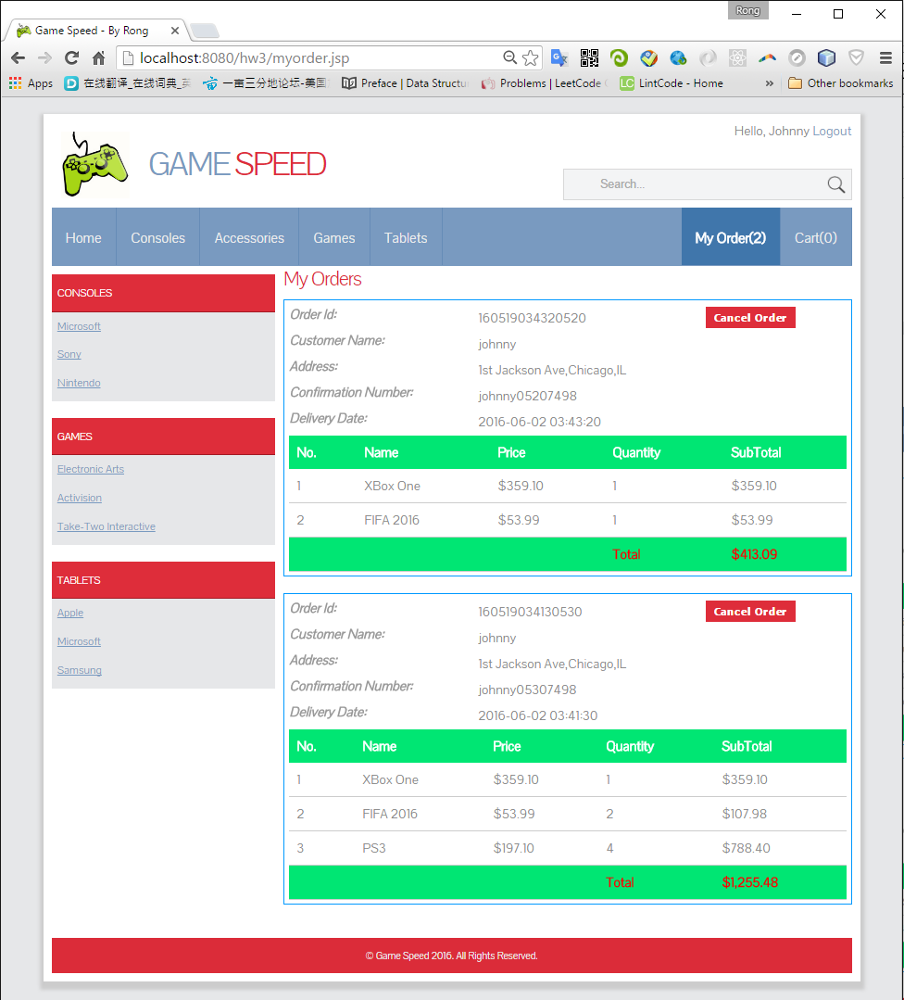 Rong
Game Speed - By Rong
localhost:8080/hw3/myorder.jsp
Apps 在线翻译_在线词典_ 一亩三分地论坛-美国 Preface | Data Structu Problems | LeetCode LintCode - Home » Other bookmarks
Hello, Johnny Logout
GAME SPEED
Search...
Home Consoles Accessories Games Tablets My Order(2) Cart(0)
CONSOLES
Microsoft
Sony
Nintendo
GAMES
Electronic Arts
Activision
Take-Two Interactive
TABLETS
Apple
Microsoft
Samsung
My Orders
Order Id: 160519034320520 Cancel Order
Customer Name: johnny
Address: 1st Jackson Ave,Chicago,IL
Confirmation Number: johnny05207498
Delivery Date: 2016-06-02 03:43:20
No. Name Price Quantity SubTotal
1 XBox One $359.10 1 $359.10
2 FIFA 2016 $53.99 1 $53.99
Total $413.09
Order Id: 160519034130530 Cancel Order
Customer Name: johnny
Address: 1st Jackson Ave,Chicago,IL
Confirmation Number: johnny05307498
Delivery Date: 2016-06-02 03:41:30
No. Name Price Quantity SubTotal
1 XBox One $359.10 1 $359.10
2 FIFA 2016 $53.99 2 $107.98
3 PS3 $197.10 4 $788.40
Total $1,255.48
© Game Speed 2016. All Rights Reserved.